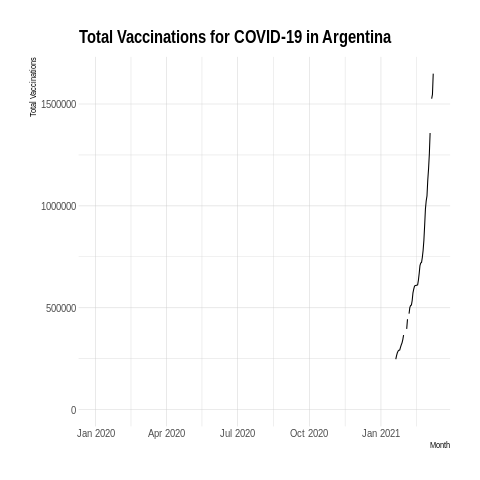 Total Vaccinations for COVID-19 in Argentina
Total Vaccinations
1500000
1000000
500000
0
Jan 2020 Apr 2020 Jul 2020 Oct 2020 Jan 2021
Month